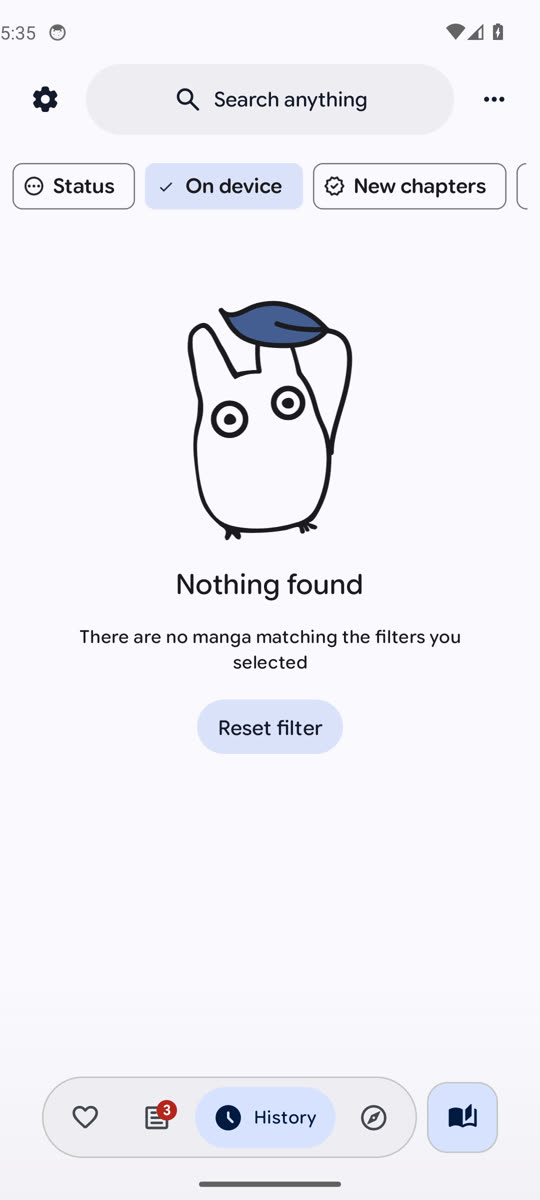 5:35
Search anything
Status
On device
New chapters
Nothing found
There are no manga matching the filters you
selected
Reset filter
3
History